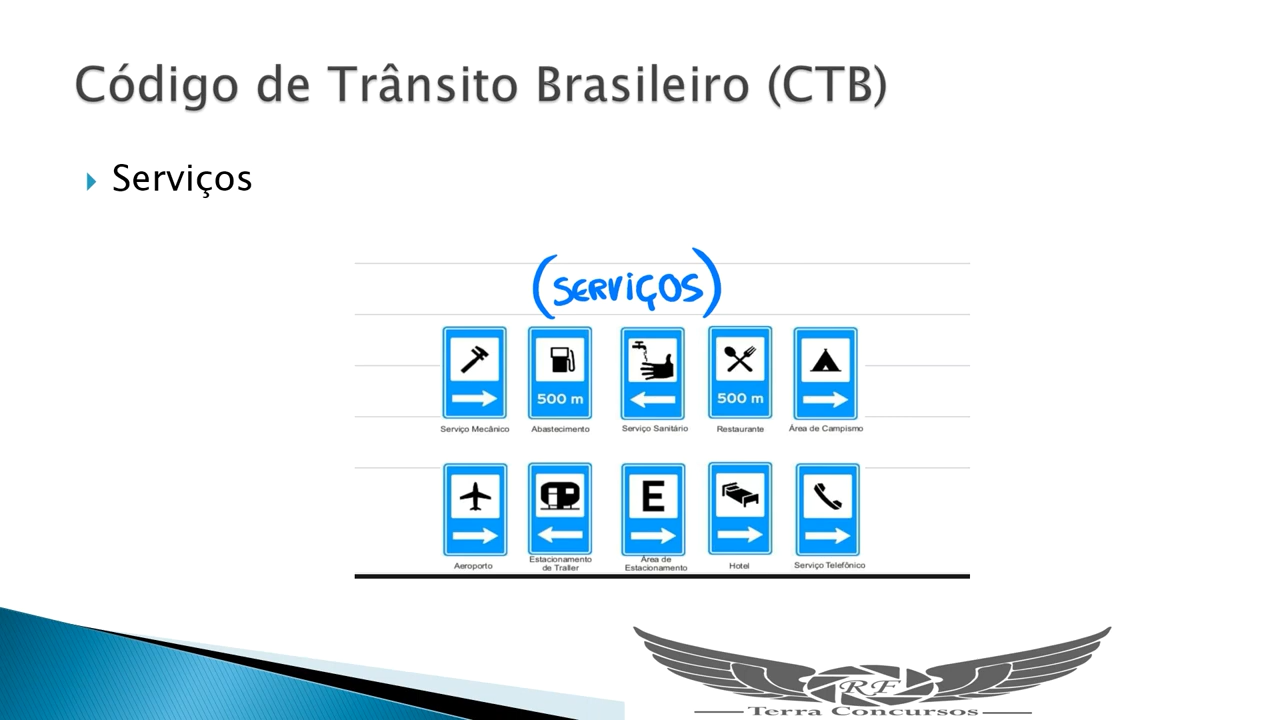 Código de Trânsito Brasileiro (CTB)
Serviços
(SERVIÇOS)
500 m
500 m
Serviço Mecânico Abastecimento Serviço Sanitário Restaurante Área de Campismo
E
Aeroporto Estacionamento de Trailer Área de Estacionamento Hotel Serviço Telefônico
RF
Terra Concursos